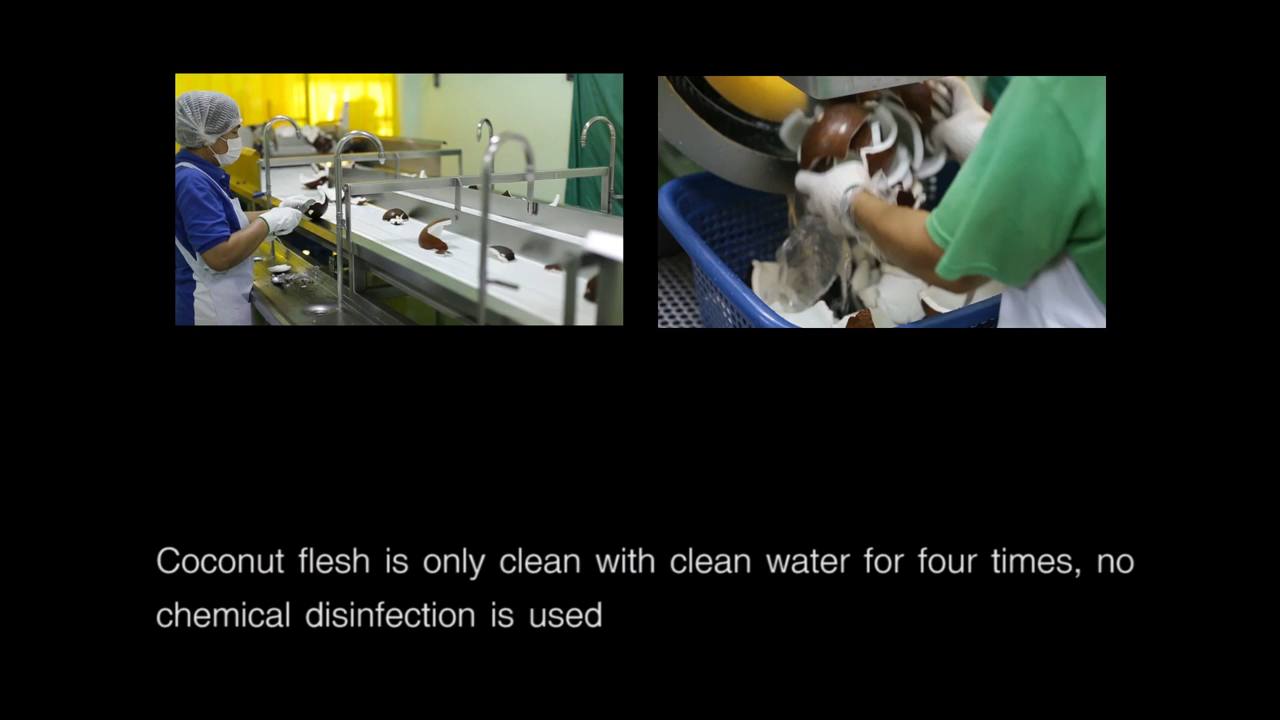 Coconut flesh is only clean with clean water for four times, no
chemical disinfection is used